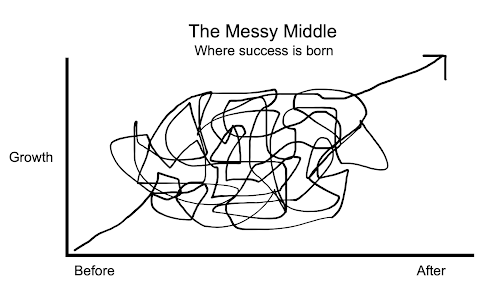 The Messy Middle
Where success is born
Growth
Before
After